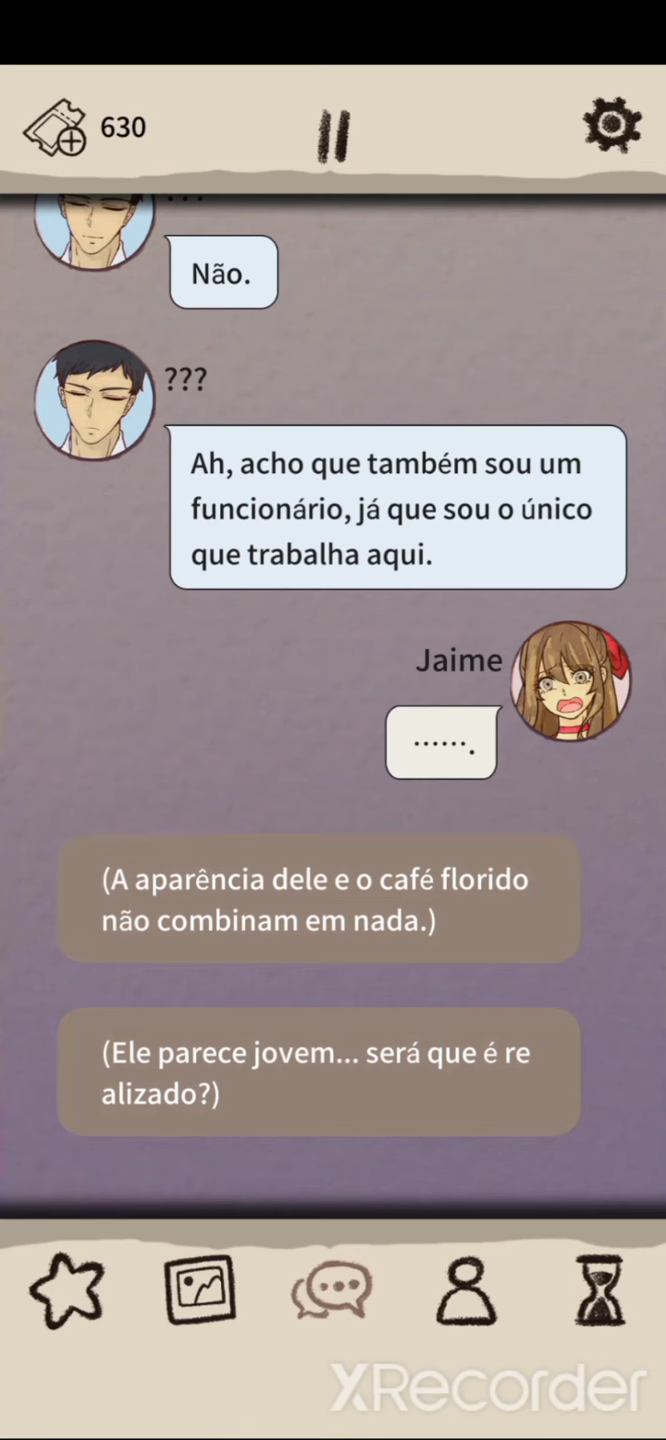 630
???
Não.
???
Ah, acho que também sou um
funcionário, já que sou o único
que trabalha aqui.
Jaime
.......
(A aparência dele e o café florido
não combinam em nada.)
(Ele parece jovem... será que é re
alizado?)
XRecorder